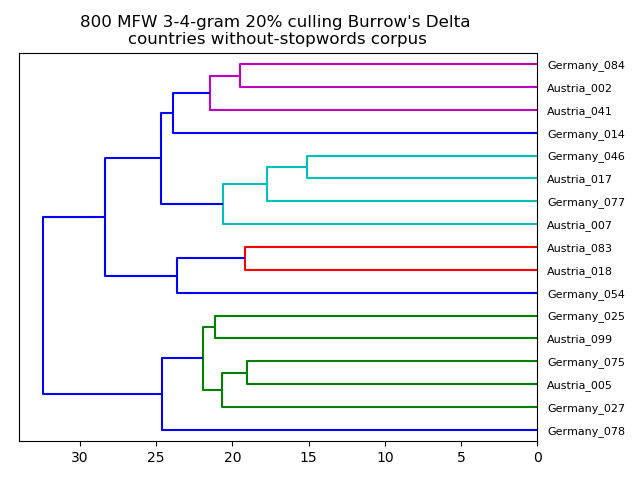 800 MFW 3-4-gram 20% culling Burrow's Delta
countries without-stopwords corpus
Germany_084
Austria_002
Austria_041
Germany_014
Germany_046
Austria_017
Germany_077
Austria_007
Austria_083
Austria_018
Germany_054
Germany_025
Austria_099
Germany_075
Austria_005
Germany_027
Germany_078
30 25 20 15 10 5 0